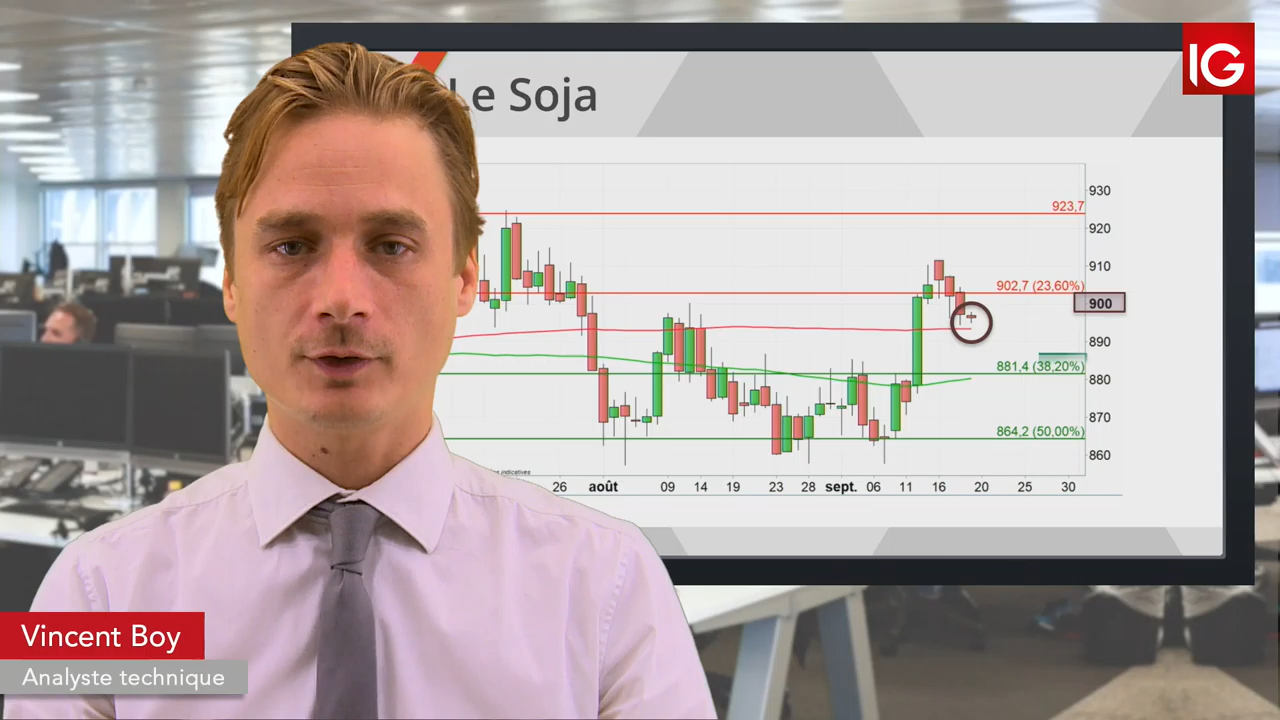 IG
Le Soja
930
923,7
920
910
902,7 (23,60%)
900
890
881,4 (38,20%)
880
870
864,2 (50,00%)
860
indicatives
26 août 09 14 19 23 28 sept. 06 11 16 20 25 30
Vincent Boy
Analyste technique